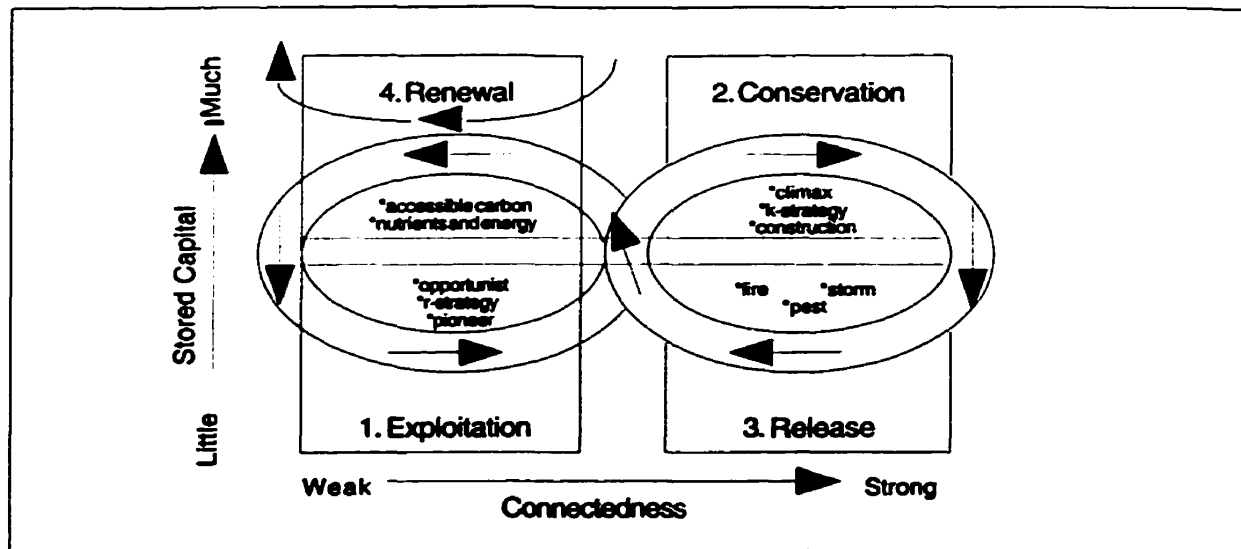 Much
4. Renewal
2. Conservation
Stored Capital
*accessible carbon
*nutrients and energy
*climax
*k-strategy
*construction
*opportunist
*r-strategy
*pioneer
*fire *storm
*pest
Little
1. Exploitation
3. Release
Weak
Strong
Connectedness